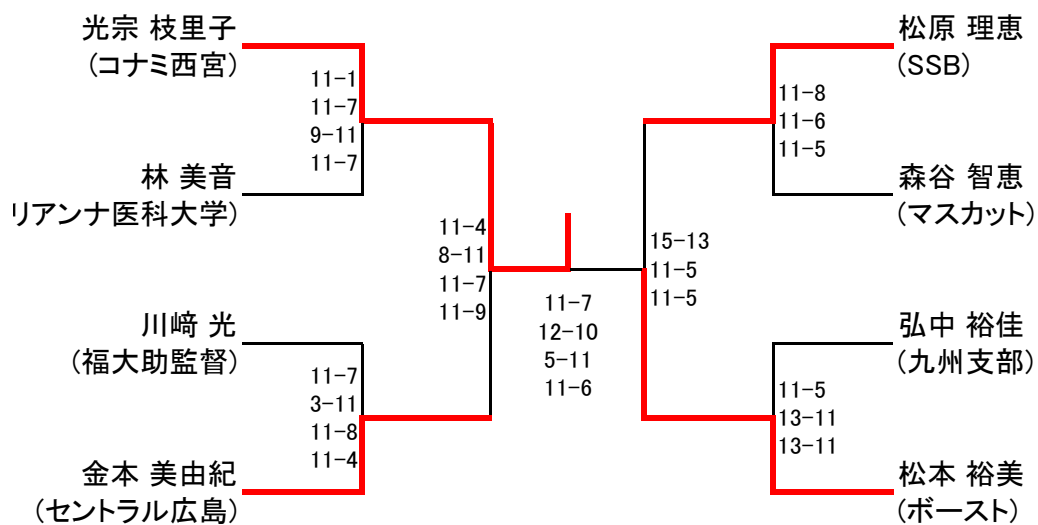 光宗 枝里子
(コナミ西宮)
11-1
11-7
9-11
11-7
林 美音
リアンナ医科大学)
11-4
8-11
11-7
11-9
川﨑 光
(福大助監督)
11-7
3-11
11-8
11-4
金本 美由紀
(セントラル広島)
11-7
12-10
5-11
11-6
松原 理恵
(SSB)
11-8
11-6
11-5
森谷 智恵
(マスカット)
15-13
11-5
11-5
弘中 裕佳
(九州支部)
11-5
13-11
13-11
松本 裕美
(ボースト)